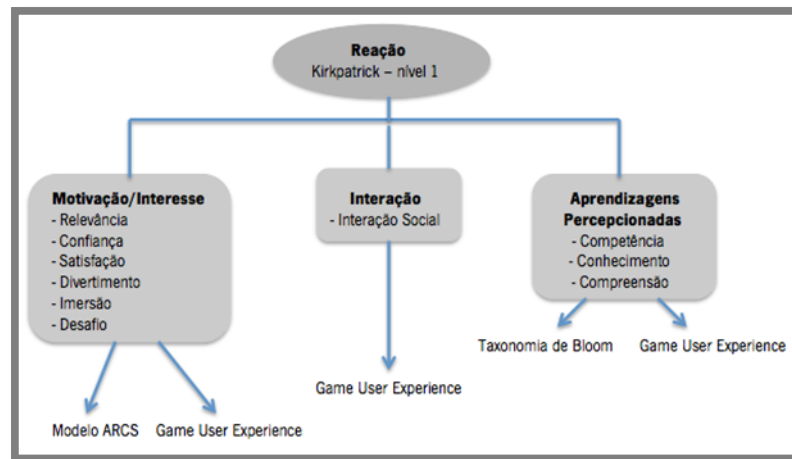 Reação
Kirkpatrick – nível 1
Motivação/Interesse
- Relevância
- Confiança
- Satisfação
- Divertimento
- Imersão
- Desafio
Interação
- Interação Social
Aprendizagens
Percepcionadas
- Competência
- Conhecimento
- Compreensão
Modelo ARCS
Game User Experience
Game User Experience
Taxonomia de Bloom
Game User Experience